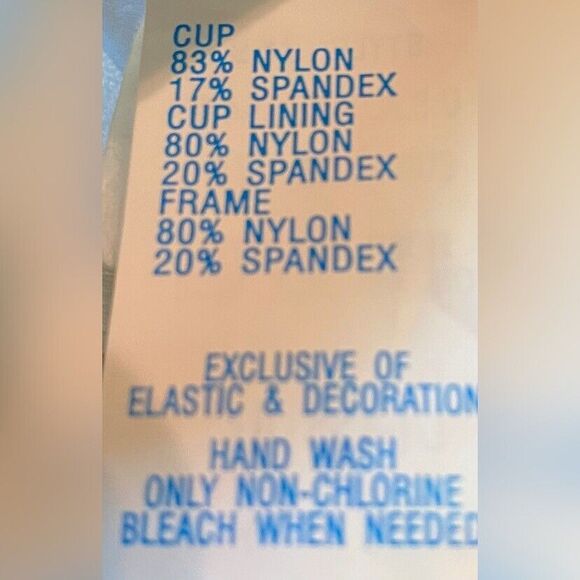 CUP
83% NYLON
17% SPANDEX
CUP LINING
80% NYLON
20% SPANDEX
FRAME
80% NYLON
20% SPANDEX
EXCLUSIVE OF
ELASTIC & DECORATION
HAND WASH
ONLY NON-CHLORINE
BLEACH WHEN NEEDED